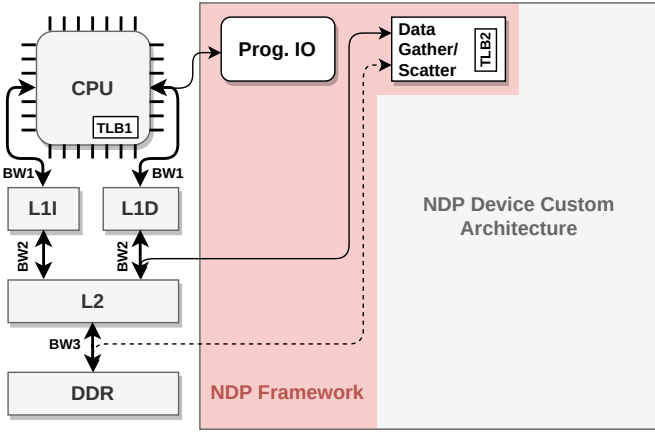 Prog. IO
Data
Gather/
Scatter
TLB2
CPU
TLB1
BW1
BW1
L1I
L1D
NDP Device Custom
Architecture
BW2
BW2
L2
BW3
DDR
NDP Framework